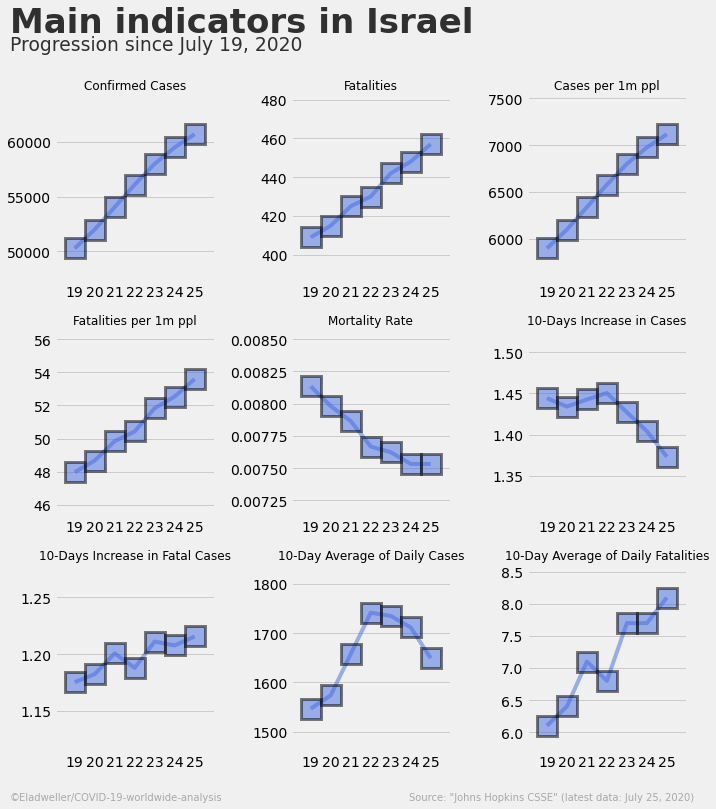 Main indicators in Israel
Progression since July 19, 2020
Confirmed Cases
60000
55000
50000
19 20 21 22 23 24 25
Fatalities
480
460
440
420
400
19 20 21 22 23 24 25
Cases per 1m ppl
7500
7000
6500
6000
19 20 21 22 23 24 25
Fatalities per 1m ppl
56
54
52
50
48
46
19 20 21 22 23 24 25
Mortality Rate
0.00850
0.00825
0.00800
0.00775
0.00750
0.00725
19 20 21 22 23 24 25
10-Days Increase in Cases
1.50
1.45
1.40
1.35
19 20 21 22 23 24 25
10-Days Increase in Fatal Cases
1.25
1.20
1.15
19 20 21 22 23 24 25
10-Day Average of Daily Cases
1800
1700
1600
1500
19 20 21 22 23 24 25
10-Day Average of Daily Fatalities
8.5
8.0
7.5
7.0
6.5
6.0
19 20 21 22 23 24 25
©Eladweller/COVID-19-worldwide-analysis
Source: "Johns Hopkins CSSE" (latest data: July 25, 2020)